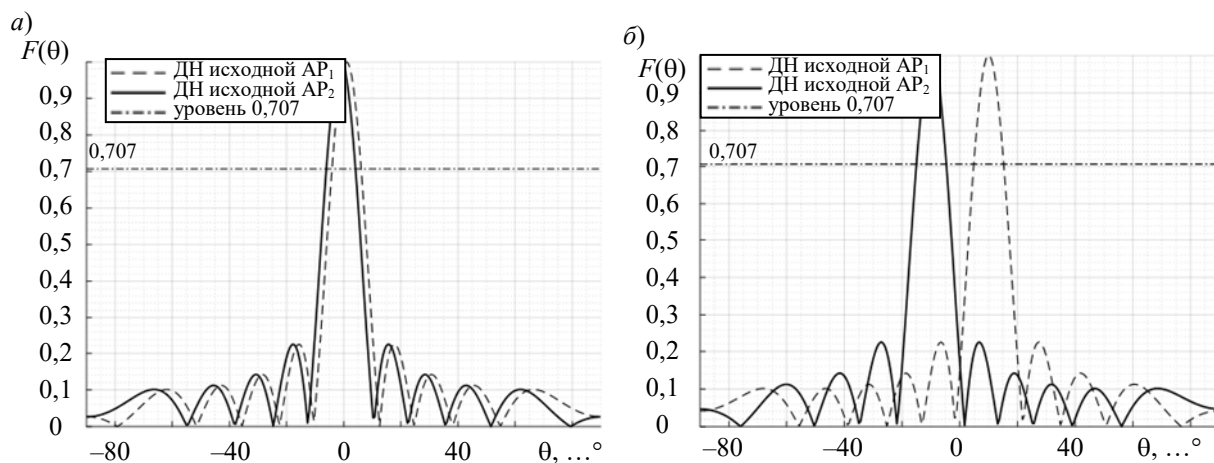 а)
F(θ)
ДН исходной АР₁
ДН исходной АР₂
уровень 0,707
0,9
0,8
0,707
0,7
0,6
0,5
0,4
0,3
0,2
0,1
0
–80
–40
0
40
θ, …°
б)
F(θ)
ДН исходной АР₁
ДН исходной АР₂
уровень 0,707
0,9
0,8
0,707
0,7
0,6
0,5
0,4
0,3
0,2
0,1
0
–80
–40
0
40
θ, …°